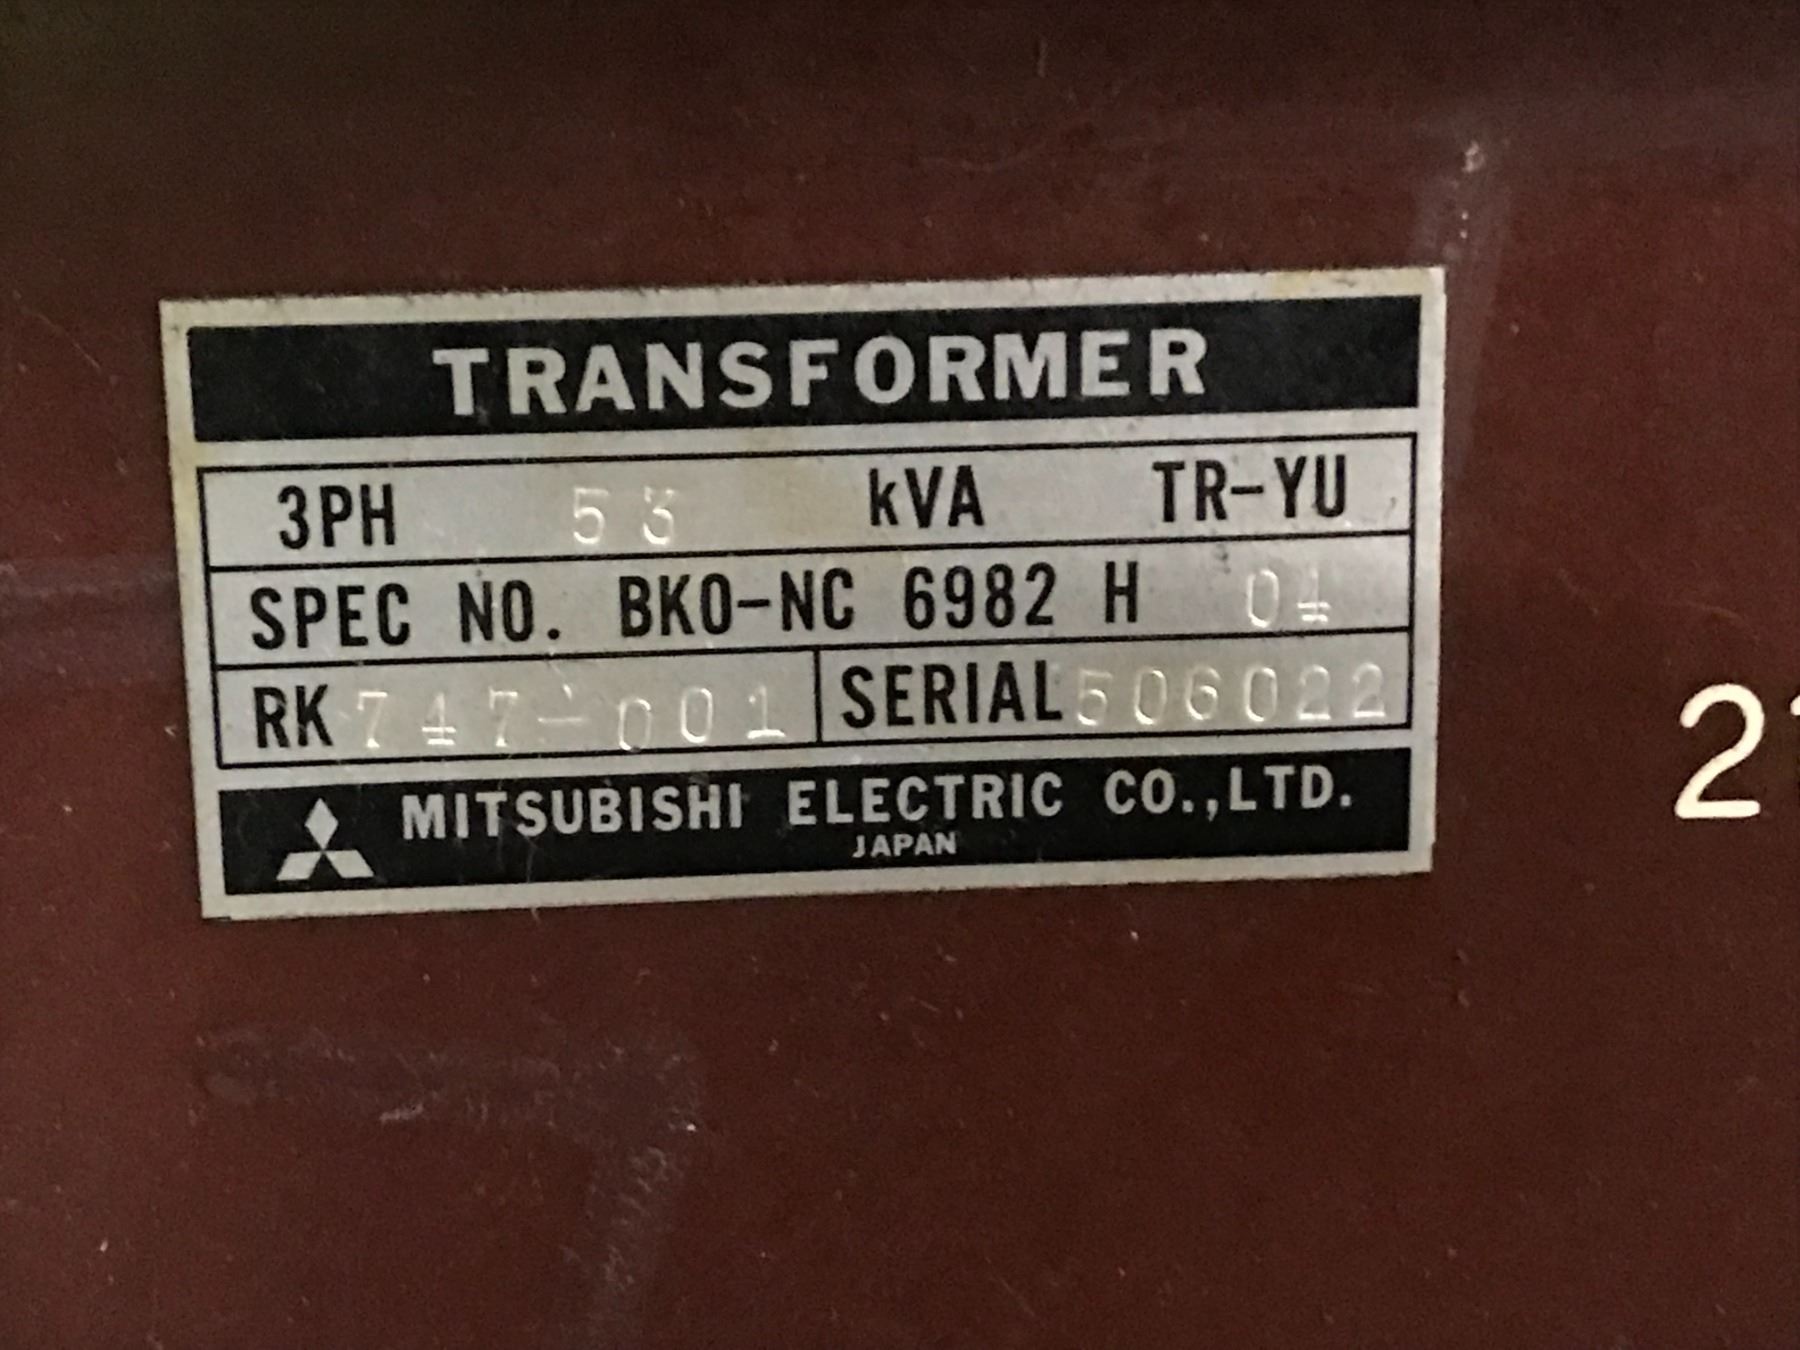 TRANSFORMER
3PH 53 kVA TR-YU
SPEC NO. BKO-NC 6982 H 04
RK 747-001 SERIAL 506022
MITSUBISHI ELECTRIC CO.,LTD.
JAPAN